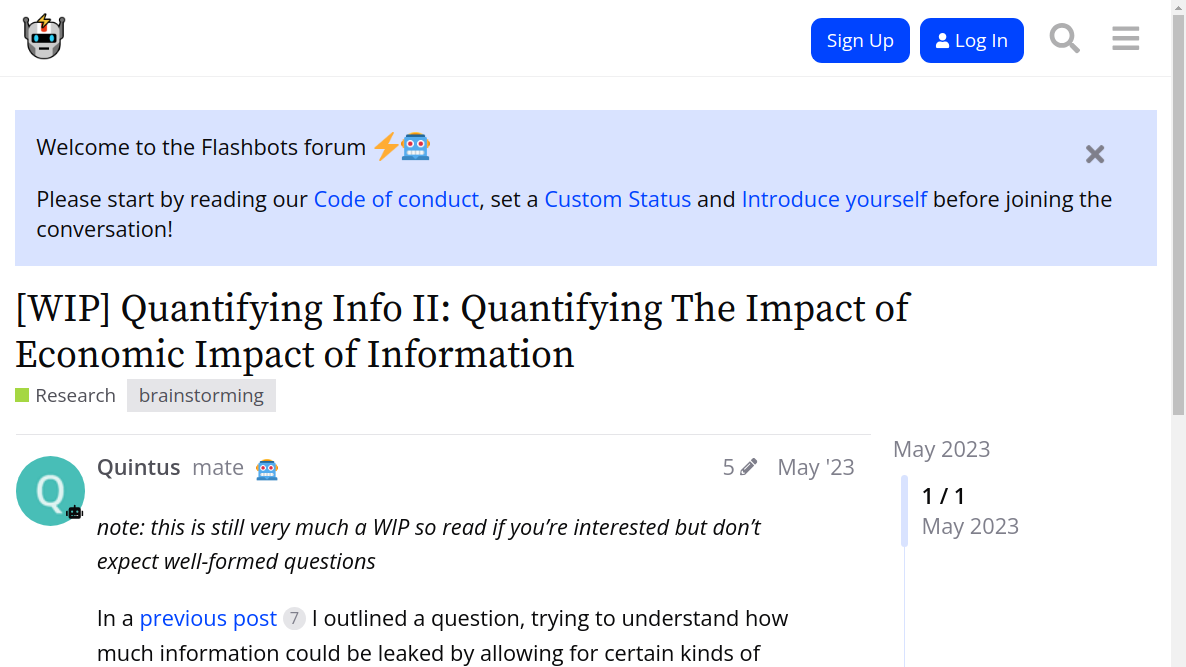 Sign Up
Log In
Welcome to the Flashbots forum
Please start by reading our Code of conduct, set a Custom Status and Introduce yourself before joining the
conversation!
[WIP] Quantifying Info II: Quantifying The Impact of
Economic Impact of Information
Research brainstorming
Q
Quintus mate 5 May '23
May 2023
1 / 1
May 2023
note: this is still very much a WIP so read if you’re interested but don’t
expect well-formed questions
In a previous post 7 I outlined a question, trying to understand how
much information could be leaked by allowing for certain kinds of